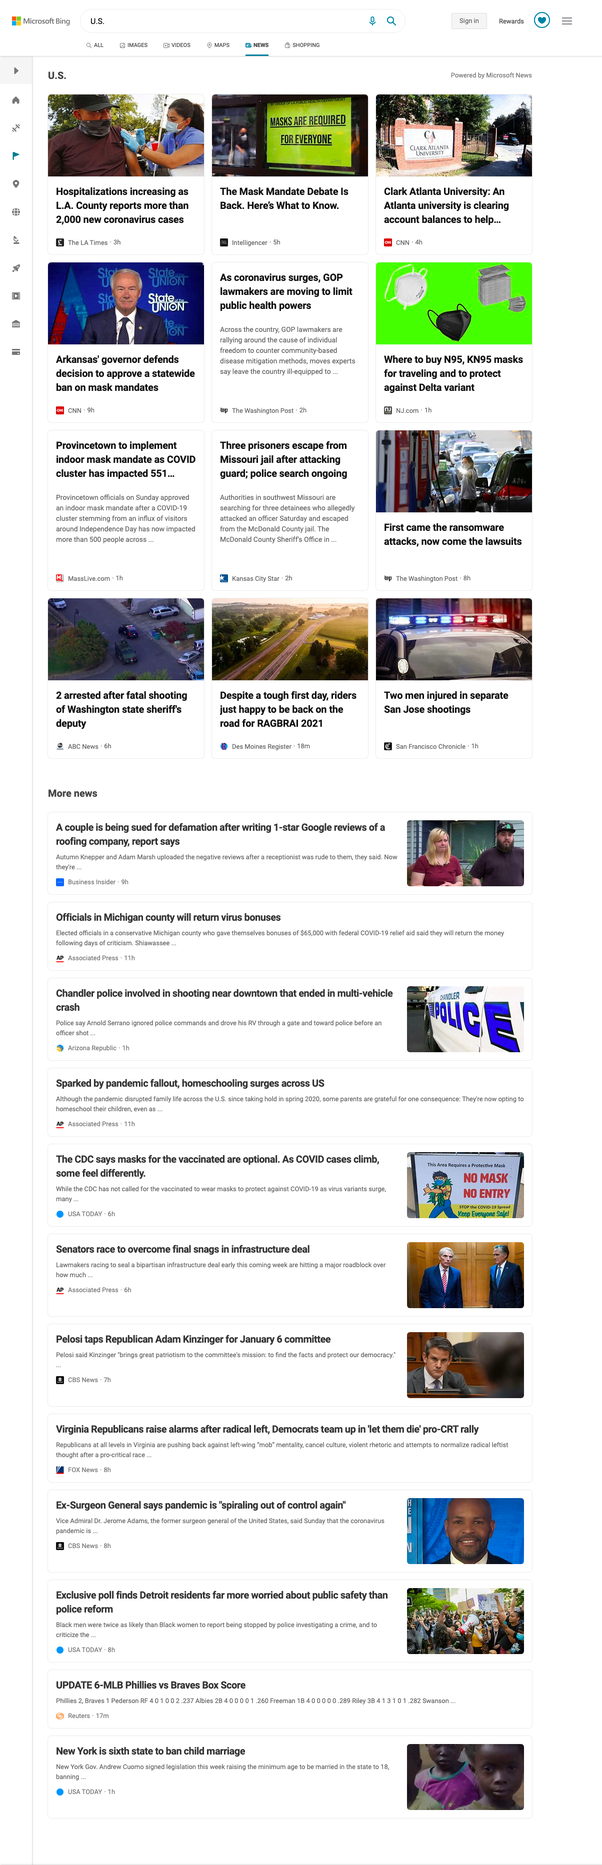 Microsoft Bing
U.S.
Sign in
Rewards
ALL
IMAGES
VIDEOS
MAPS
NEWS
SHOPPING
U.S.
Powered by Microsoft News
MASKS ARE REQUIRED
FOR EVERYONE
CA
CLARK ATLANTA
UNIVERSITY
Hospitalizations increasing as
L.A. County reports more than
2,000 new coronavirus cases
The LA Times · 3h
The Mask Mandate Debate Is
Back. Here's What to Know.
Intelligencer · 5h
Clark Atlanta University: An
Atlanta university is clearing
account balances to help...
CNN · 4h
State
UNION
Arkansas' governor defends
decision to approve a statewide
ban on mask mandates
CNN · 9h
As coronavirus surges, GOP
lawmakers are moving to limit
public health powers
Across the country, GOP lawmakers are
rallying around the cause of individual
freedom to counter community-based
disease mitigation methods, moves experts
say leave the country ill-equipped to ...
The Washington Post · 2h
Where to buy N95, KN95 masks
for traveling and to protect
against Delta variant
NJ.com · 1h
Provincetown to implement
indoor mask mandate as COVID
cluster has impacted 551...
Provincetown officials on Sunday approved
an indoor mask mandate after a COVID-19
cluster stemming from an influx of visitors
around Independence Day has now impacted
more than 500 people across ...
MassLive.com · 1h
Three prisoners escape from
Missouri jail after attacking
guard; police search ongoing
Authorities in southwest Missouri are
searching for three detainees who allegedly
attacked an officer Saturday and escaped
from the McDonald County jail. The
McDonald County Sheriff's Office in ...
Kansas City Star · 2h
First came the ransomware
attacks, now come the lawsuits
The Washington Post · 8h
2 arrested after fatal shooting
of Washington state sheriff's
deputy
ABC News · 6h
Despite a tough first day, riders
just happy to be back on the
road for RAGBRAI 2021
Des Moines Register · 18m
Two men injured in separate
San Jose shootings
San Francisco Chronicle · 1h
More news
A couple is being sued for defamation after writing 1-star Google reviews of a
roofing company, report says
Autumn Knepper and Adam Marsh uploaded the negative reviews after a receptionist was rude to them, they said. Now
they're ...
Business Insider · 9h
Officials in Michigan county will return virus bonuses
Elected officials in a conservative Michigan county who gave themselves bonuses of $65,000 with federal COVID-19 relief aid said they will return the money
following days of criticism. Shiawassee ...
AP Associated Press · 11h
Chandler police involved in shooting near downtown that ended in multi-vehicle
crash
Police say Arnold Serrano ignored police commands and drove his RV through a gate and toward police before an
officer shot ...
Arizona Republic · 1h
CHANDLER
POLICE
Sparked by pandemic fallout, homeschooling surges across US
Although the pandemic disrupted family life across the U.S. since taking hold in spring 2020, some parents are grateful for one consequence: They're now opting to
homeschool their children, even as ...
AP Associated Press · 11h
The CDC says masks for the vaccinated are optional. As COVID cases climb,
some feel differently.
While the CDC has not called for the vaccinated to wear masks to protect against COVID-19 as virus variants surge,
many ...
USA TODAY · 6h
This Area Requires a Protective Mask
NO MASK
NO ENTRY
STOP the COVID-19 Spread
Keep Everyone Safe!
Senators race to overcome final snags in infrastructure deal
Lawmakers racing to seal a bipartisan infrastructure deal early this coming week are hitting a major roadblock over
how much ...
AP Associated Press · 6h
Pelosi taps Republican Adam Kinzinger for January 6 committee
Pelosi said Kinzinger "brings great patriotism to the committee's mission: to find the facts and protect our democracy."
...
CBS News · 7h
Virginia Republicans raise alarms after radical left, Democrats team up in 'let them die' pro-CRT rally
Republicans at all levels in Virginia are pushing back against left-wing "mob" mentality, cancel culture, violent rhetoric and attempts to normalize radical leftist
thought after a pro-critical race ...
FOX News · 8h
Ex-Surgeon General says pandemic is "spiraling out of control again"
Vice Admiral Dr. Jerome Adams, the former surgeon general of the United States, said Sunday that the coronavirus
pandemic is ...
CBS News · 8h
Exclusive poll finds Detroit residents far more worried about public safety than
police reform
Black men were twice as likely than Black women to report being stopped by police investigating a crime, and to
criticize the ...
USA TODAY · 8h
UPDATE 6-MLB Phillies vs Braves Box Score
Phillies 2, Braves 1 Pederson RF 4 0 1 0 0 2 .237 Albies 2B 4 0 0 0 0 1 .260 Freeman 1B 4 0 0 0 0 0 .289 Riley 3B 4 1 3 1 0 1 .282 Swanson ...
Reuters · 17m
New York is sixth state to ban child marriage
New York Gov. Andrew Cuomo signed legislation this week raising the minimum age to be married in the state to 18,
banning ...
USA TODAY · 1h